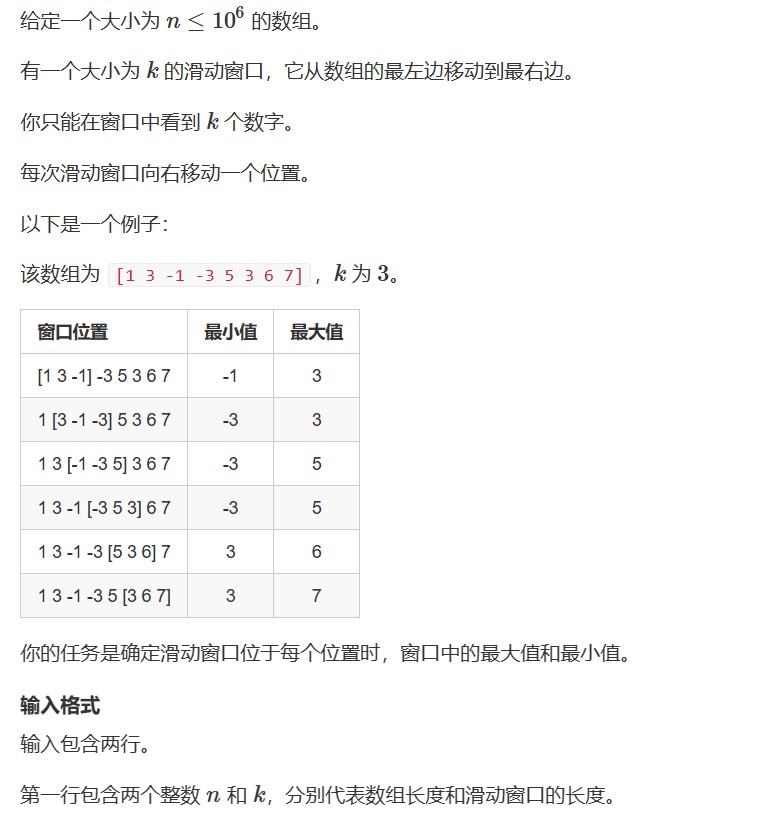 给定一个大小为 n ≤ 10⁶ 的数组。
有一个大小为 k 的滑动窗口，它从数组的最左边移动到最右边。
你只能在窗口中看到 k 个数字。
每次滑动窗口向右移动一个位置。
以下是一个例子：
该数组为 [1 3 -1 -3 5 3 6 7]，k 为 3。
窗口位置 最小值 最大值
[1 3 -1] -3 5 3 6 7 -1 3
1 [3 -1 -3] 5 3 6 7 -3 3
1 3 [-1 -3 5] 3 6 7 -3 5
1 3 -1 [-3 5 3] 6 7 -3 5
1 3 -1 -3 [5 3 6] 7 3 6
1 3 -1 -3 5 [3 6 7] 3 7
你的任务是确定滑动窗口位于每个位置时，窗口中的最大值和最小值。
输入格式
输入包含两行。
第一行包含两个整数 n 和 k，分别代表数组长度和滑动窗口的长度。